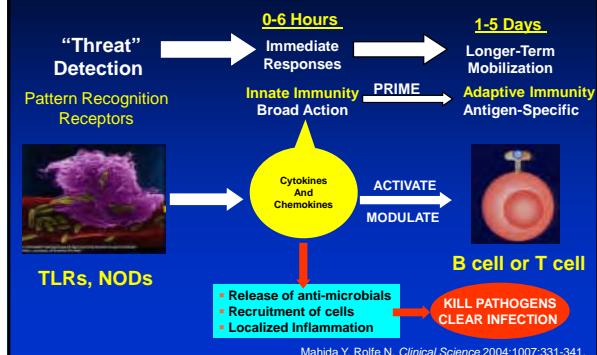 0-6 Hours
1-5 Days
“Threat”
Detection
Immediate
Responses
Longer-Term
Mobilization
Pattern Recognition
Receptors
Innate Immunity
Broad Action
PRIME
Adaptive Immunity
Antigen-Specific
Cytokines
And
Chemokines
ACTIVATE
MODULATE
TLRs, NODs
B cell or T cell
▪ Release of anti-microbials
▪ Recruitment of cells
▪ Localized Inflammation
KILL PATHOGENS
CLEAR INFECTION
Mahida Y, Rolfe N. Clinical Science 2004:1007:331-341.